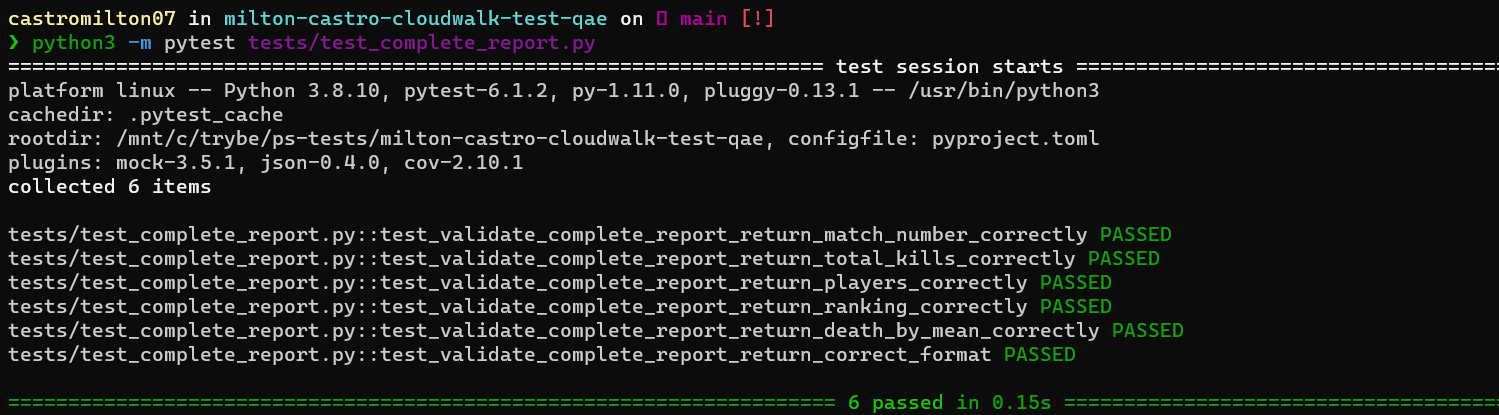 castromilton07 in milton-castro-cloudwalk-test-qae on main [!]
❯ python3 -m pytest tests/test_complete_report.py
==================================================================== test session starts ===================================
platform linux -- Python 3.8.10, pytest-6.1.2, py-1.11.0, pluggy-0.13.1 -- /usr/bin/python3
cachedir: .pytest_cache
rootdir: /mnt/c/trybe/ps-tests/milton-castro-cloudwalk-test-qae, configfile: pyproject.toml
plugins: mock-3.5.1, json-0.4.0, cov-2.10.1
collected 6 items
tests/test_complete_report.py::test_validate_complete_report_return_match_number_correctly PASSED
tests/test_complete_report.py::test_validate_complete_report_return_total_kills_correctly PASSED
tests/test_complete_report.py::test_validate_complete_report_return_players_correctly PASSED
tests/test_complete_report.py::test_validate_complete_report_return_ranking_correctly PASSED
tests/test_complete_report.py::test_validate_complete_report_return_death_by_mean_correctly PASSED
tests/test_complete_report.py::test_validate_complete_report_return_correct_format PASSED
===================================================================== 6 passed in 0.15s =====================================